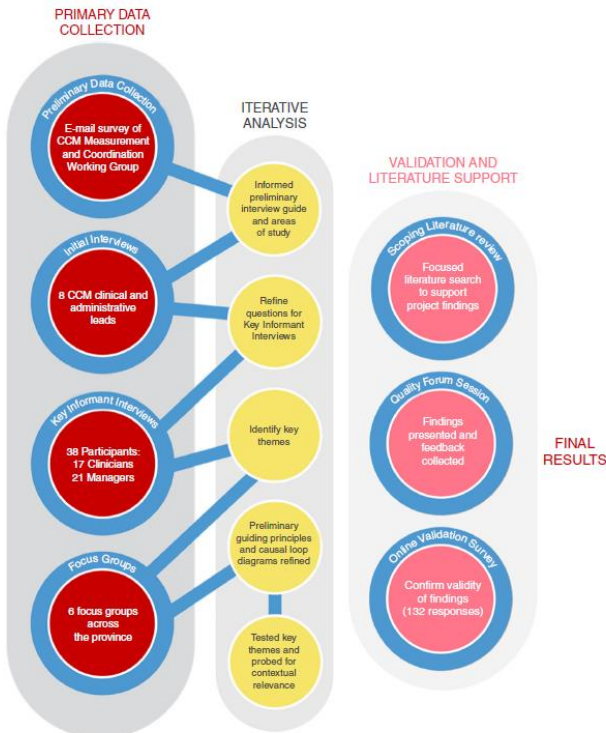 PRIMARY DATA
COLLECTION
Preliminary Data Collection
E-mail survey of
CCM Measurement
and Coordination
Working Group
Initial Interviews
8 CCM clinical and
administrative
leads
Key Informant Interviews
38 Participants:
17 Clinicians
21 Managers
Focus Groups
6 focus groups
across
the province
ITERATIVE
ANALYSIS
Informed
preliminary
interview guide
and areas
of study
Refine
questions for
Key Informant
Interviews
Identify key
themes
Preliminary
guiding principles
and causal loop
diagrams refined
Tested key
themes and
probed for
contextual
relevance
VALIDATION AND
LITERATURE SUPPORT
Scoping Literature review
Focused
literature search
to support
project findings
Quality Forum Session
Findings
presented and
feedback
collected
Online Validation Survey
Confirm validity
of findings
(132 responses)
FINAL
RESULTS